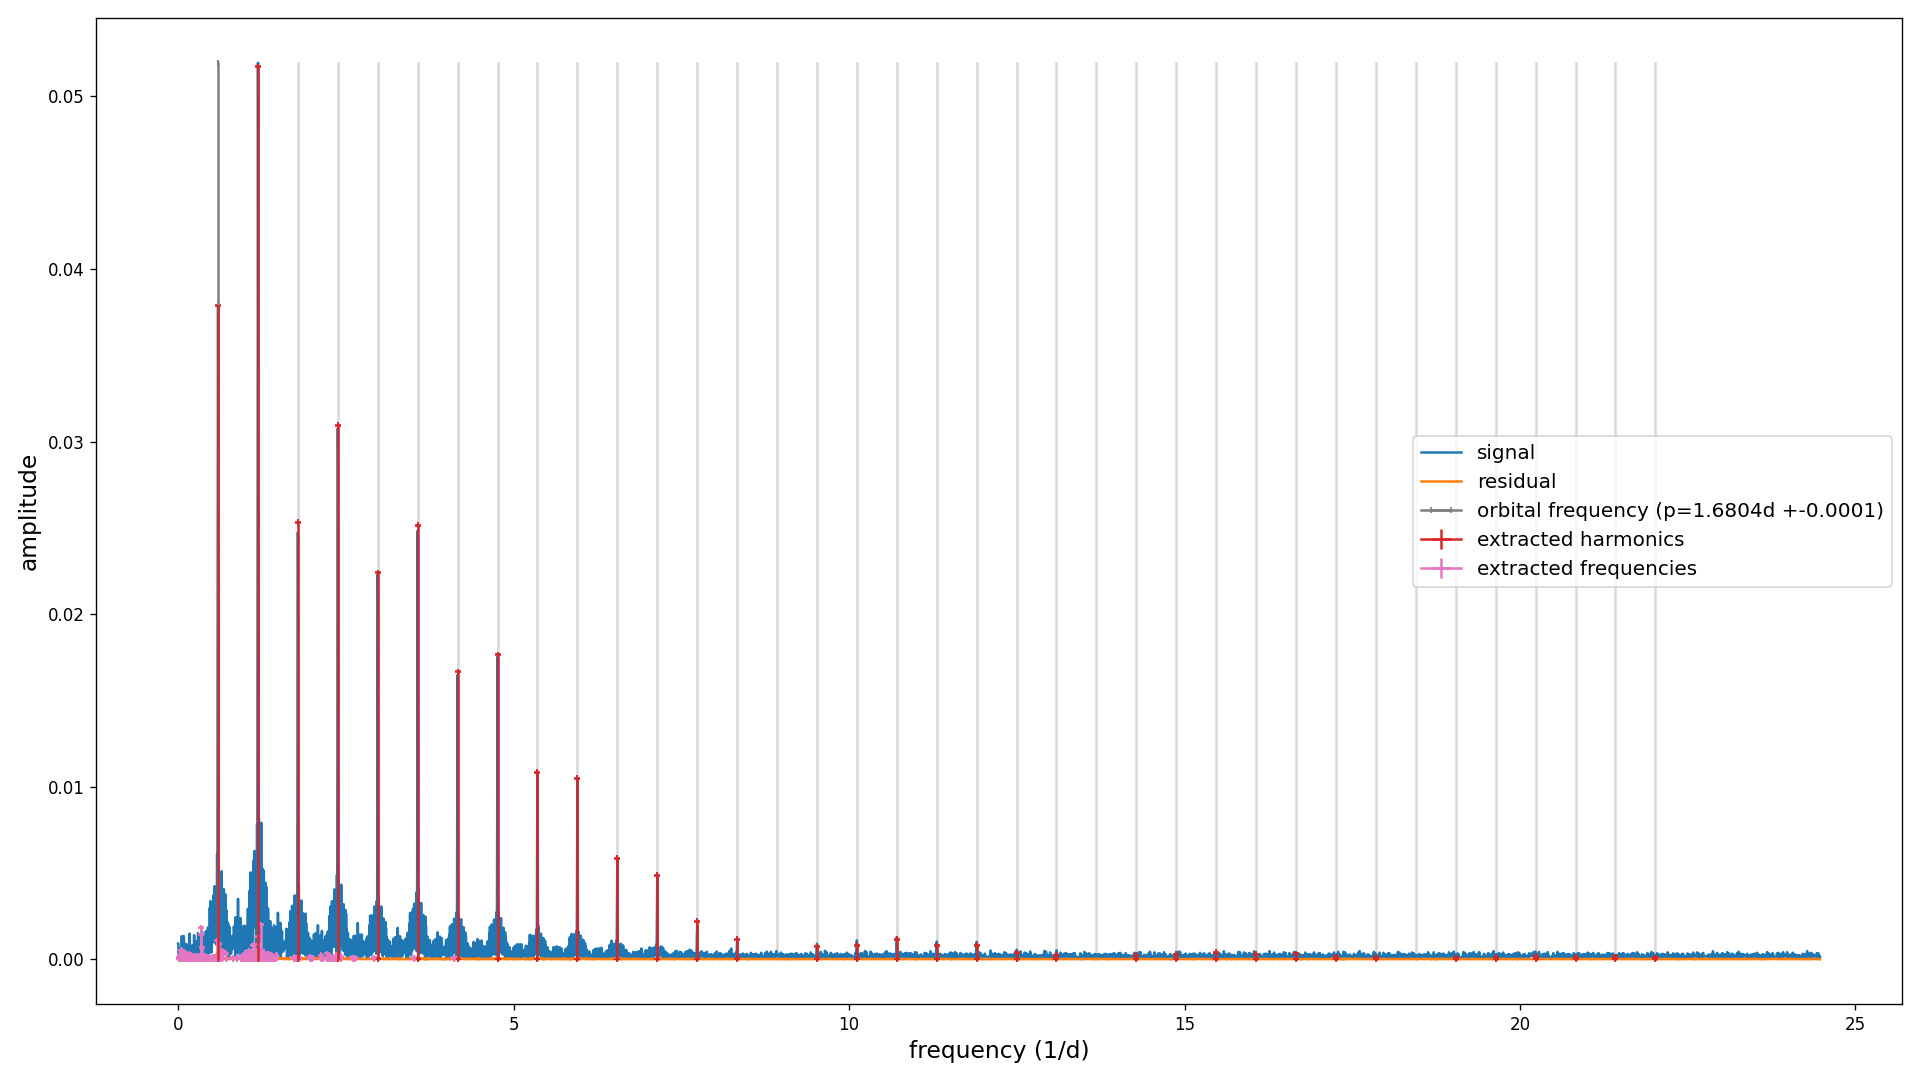 0.05
0.04
0.03
0.02
0.01
0.00
amplitude
signal
residual
orbital frequency (p=1.6804d +-0.0001)
extracted harmonics
extracted frequencies
0 5 10 15 20 25
frequency (1/d)